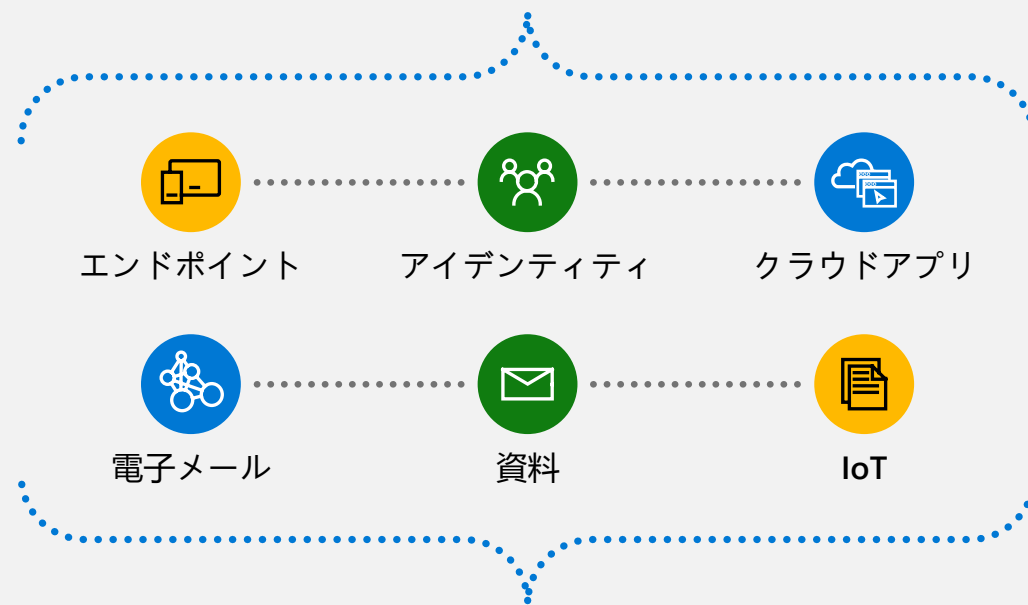 エンドポイント
アイデンティティ
クラウドアプリ
電子メール
資料
IoT